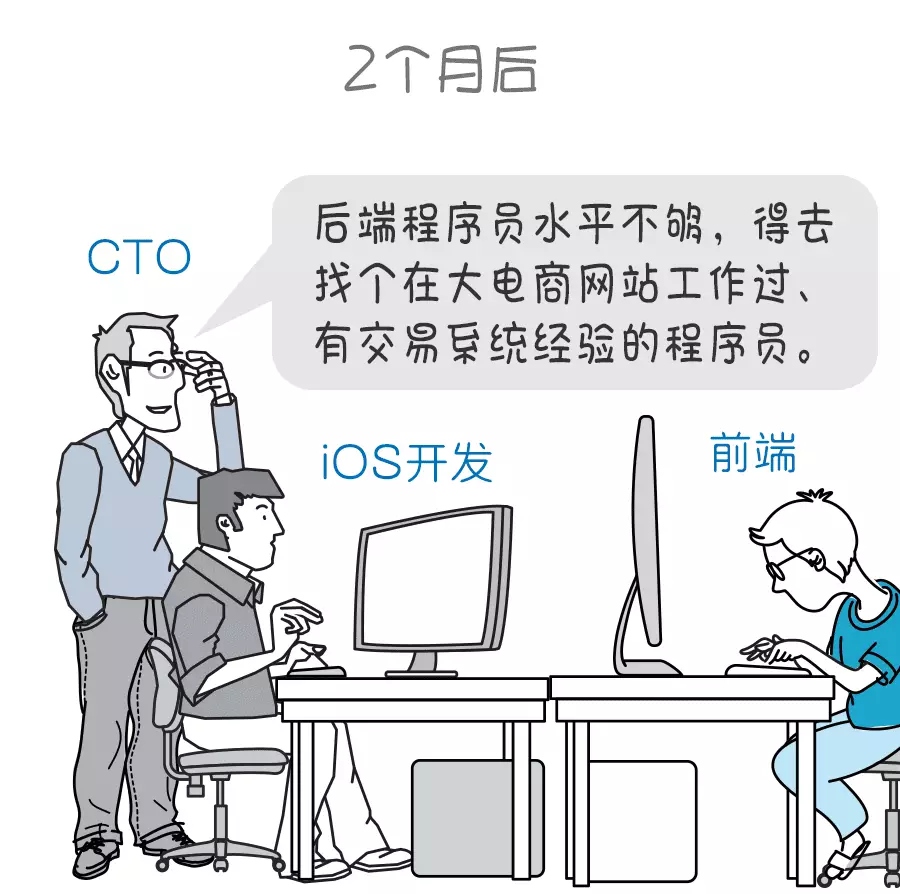 2个月后
CTO
后端程序员水平不够，得去
找个在大电商网站工作过、
有交易系统经验的程序员。
iOS开发
前端